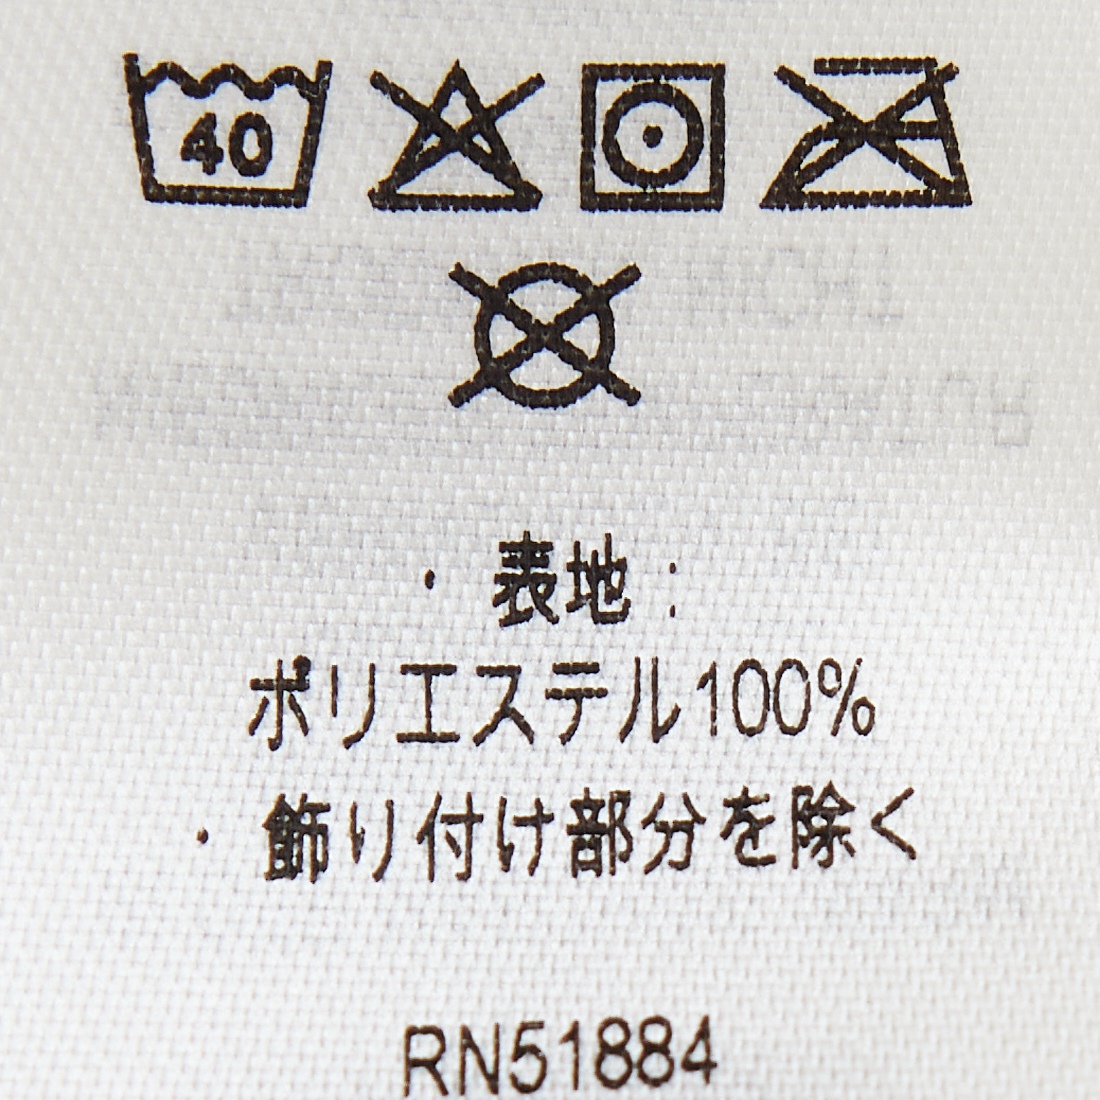 40
・表地：
ポリエステル100%
・飾り付け部分を除く
RN51884